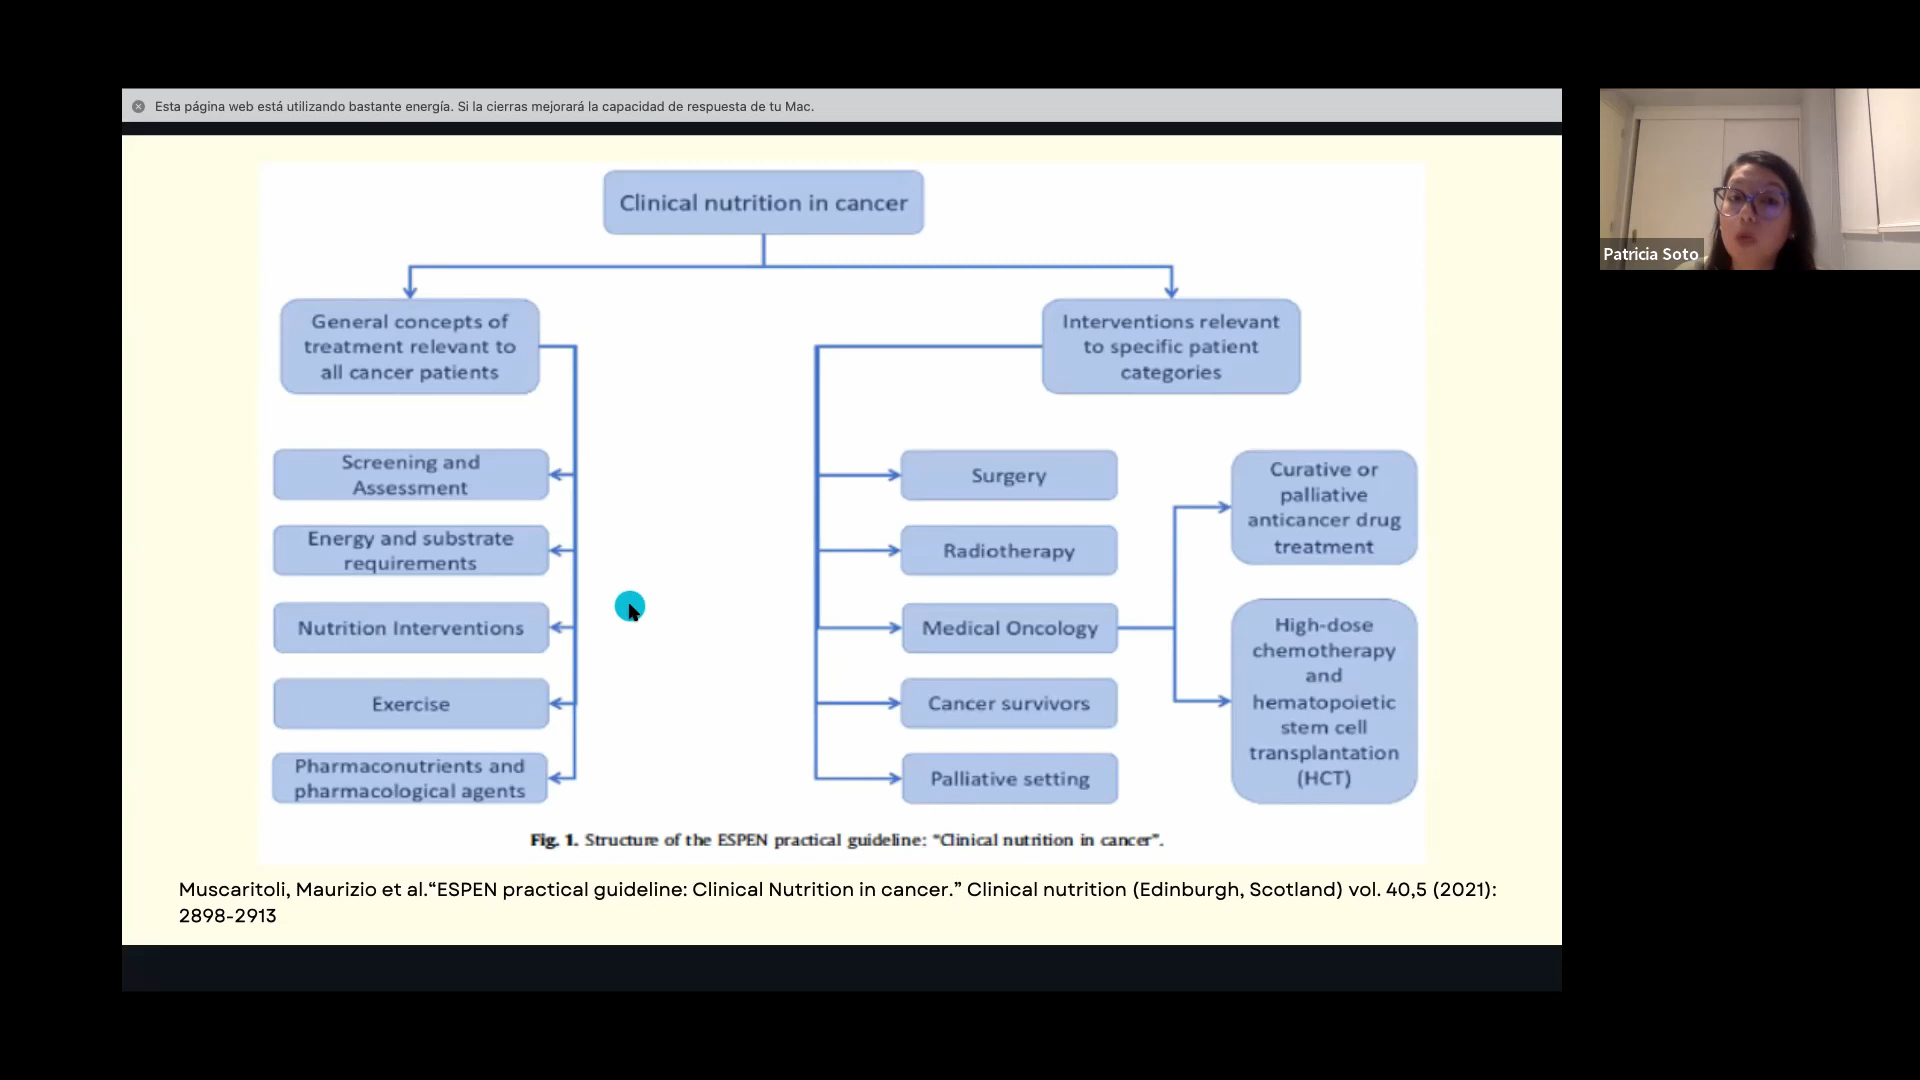 Esta página web está utilizando bastante energía. Si la cierras mejorará la capacidad de respuesta de tu Mac.
Clinical nutrition in cancer
General concepts of
treatment relevant to
all cancer patients
Interventions relevant
to specific patient
categories
Screening and
Assessment
Energy and substrate
requirements
Nutrition Interventions
Exercise
Pharmaconutrients and
pharmacological agents
Surgery
Radiotherapy
Medical Oncology
Cancer survivors
Palliative setting
Curative or
palliative
anticancer drug
treatment
High-dose
chemotherapy
and
hematopoietic
stem cell
transplantation
(HCT)
Fig. 1. Structure of the ESPEN practical guideline: "Clinical nutrition in cancer".
Muscaritoli, Maurizio et al.“ESPEN practical guideline: Clinical Nutrition in cancer.” Clinical nutrition (Edinburgh, Scotland) vol. 40,5 (2021):
2898-2913
Patricia Soto